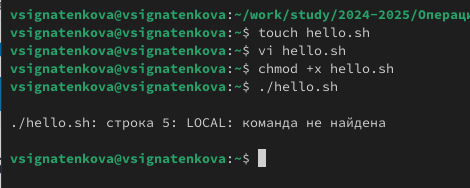 vsignatenkova@vsignatenkova:~/work/study/2024-2025/Операци
vsignatenkova@vsignatenkova:~$ touch hello.sh
vsignatenkova@vsignatenkova:~$ vi hello.sh
vsignatenkova@vsignatenkova:~$ chmod +x hello.sh
vsignatenkova@vsignatenkova:~$ ./hello.sh
./hello.sh: строка 5: LOCAL: команда не найдена
vsignatenkova@vsignatenkova:~$